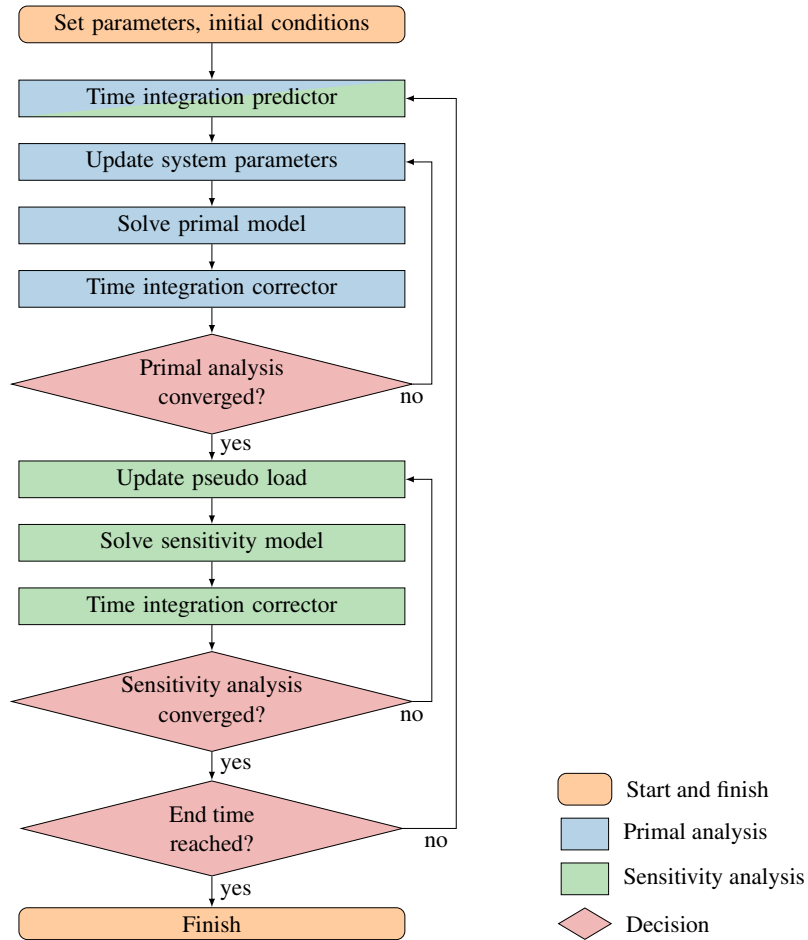 Set parameters, initial conditions
Time integration predictor
Update system parameters
Solve primal model
Time integration corrector
Primal analysis
converged?
no
yes
Update pseudo load
Solve sensitivity model
Time integration corrector
Sensitivity analysis
converged?
no
yes
End time
reached?
no
yes
Finish
Start and finish
Primal analysis
Sensitivity analysis
Decision